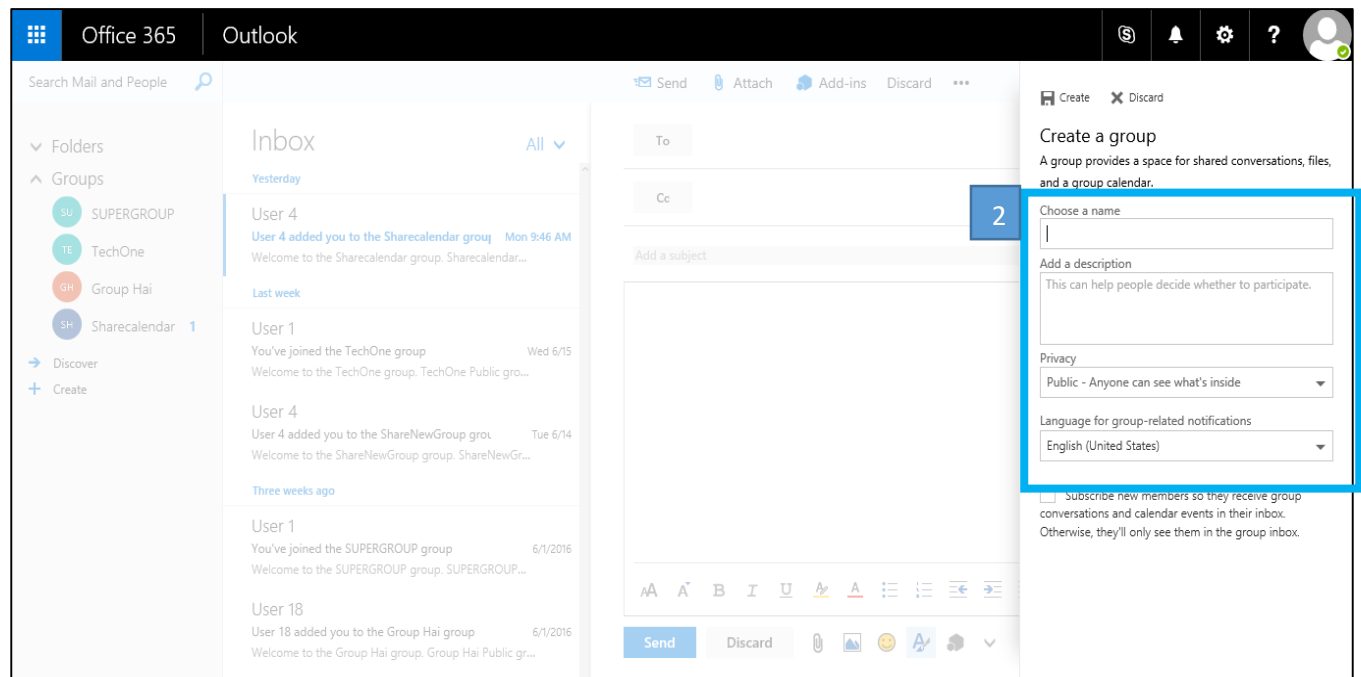 Office 365
Outlook
?
Search Mail and People
Folders
Groups
SU SUPERGROUP
TE TechOne
GH Group Hai
SH Sharecalendar 1
Discover
Create
Inbox
All
Yesterday
User 4
User 4 added you to the Sharecalendar group Mon 9:46 AM
Welcome to the Sharecalendar group. Sharecalendar...
Last week
User 1
You've joined the TechOne group Wed 6/15
Welcome to the TechOne group. TechOne Public gro...
User 4
User 4 added you to the ShareNewGroup grou Tue 6/14
Welcome to the ShareNewGroup group. ShareNewGr...
Three weeks ago
User 1
You've joined the SUPERGROUP group 6/1/2016
Welcome to the SUPERGROUP group. SUPERGROUP...
User 18
User 18 added you to the Group Hai group 6/1/2016
Welcome to the Group Hai group. Group Hai Public gr...
Send Attach Add-ins Discard •••
To
Cc
Add a subject
AA A B I U A A
Send Discard
Create Discard
Create a group
A group provides a space for shared conversations, files,
and a group calendar.
2
Choose a name
Add a description
This can help people decide whether to participate.
Privacy
Public - Anyone can see what's inside
Language for group-related notifications
English (United States)
Subscribe new members so they receive group
conversations and calendar events in their inbox.
Otherwise, they'll only see them in the group inbox.